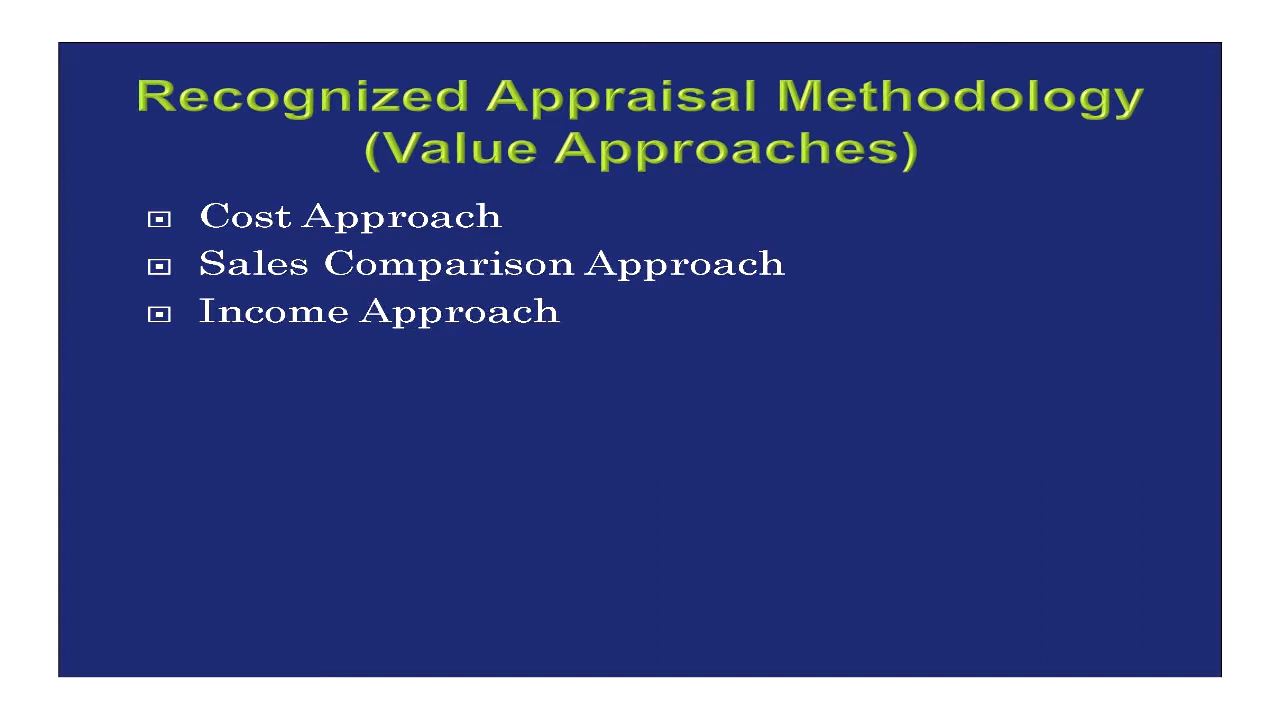 Recognized Appraisal Methodology
(Value Approaches)
Cost Approach
Sales Comparison Approach
Income Approach